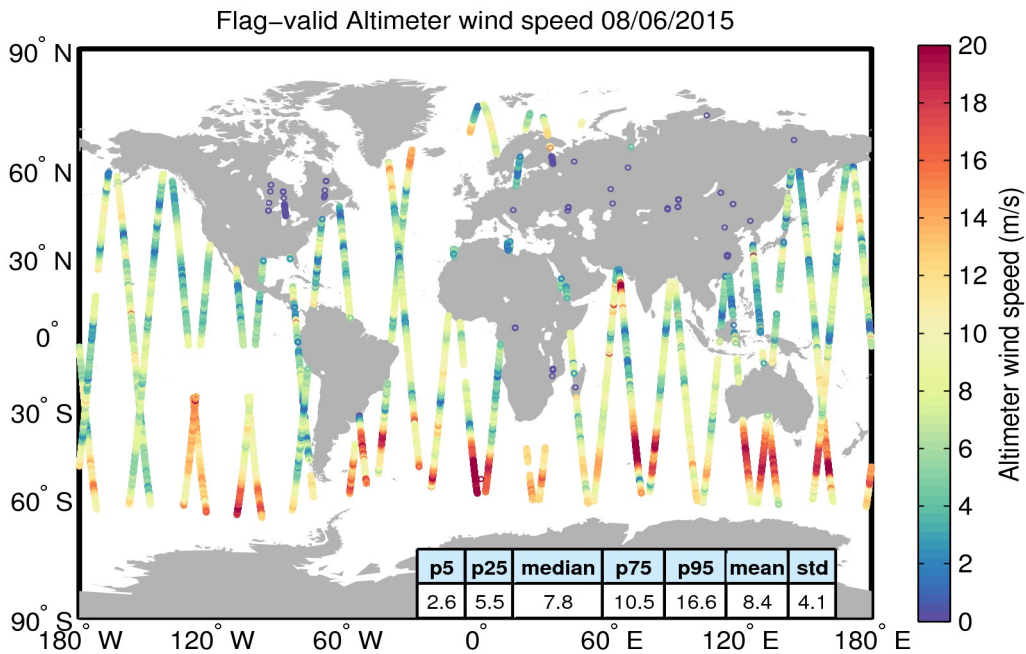 Flag−valid Altimeter wind speed 08/06/2015
90° N
60° N
30° N
0°
30° S
60° S
90° S
180° W
120° W
60° W
0°
60° E
120° E
180° E
p5 p25 median p75 p95 mean std
2.6 5.5 7.8 10.5 16.6 8.4 4.1
20
18
16
14
12
10
8
6
4
2
0
Altimeter wind speed (m/s)